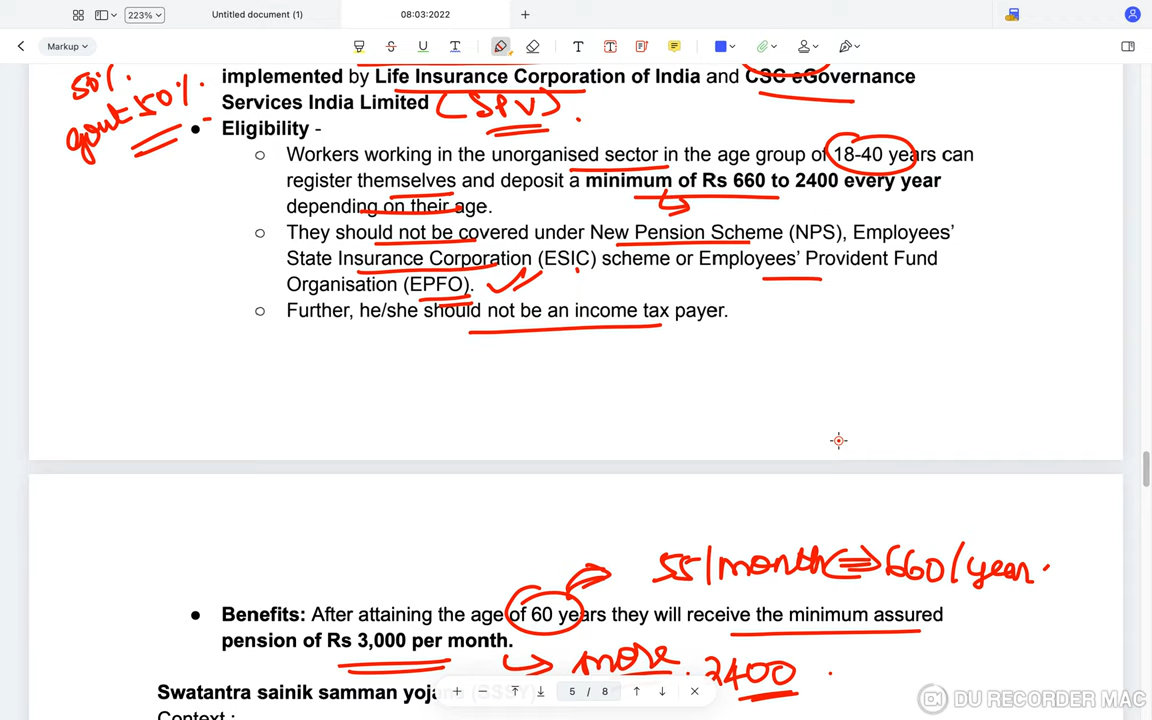 223%
Untitled document (1)
08:03:2022
Markup
50%.
gout 50%.
implemented by Life Insurance Corporation of India and CSC eGovernance
Services India Limited (SPV).
Eligibility -
Workers working in the unorganised sector in the age group of 18-40 years can
register themselves and deposit a minimum of Rs 660 to 2400 every year
depending on their age.
They should not be covered under New Pension Scheme (NPS), Employees’
State Insurance Corporation (ESIC) scheme or Employees’ Provident Fund
Organisation (EPFO).
Further, he/she should not be an income tax payer.
55/month 660/year.
Benefits: After attaining the age of 60 years they will receive the minimum assured
pension of Rs 3,000 per month.
more. 2400.
5 / 8
Swatantra sainik samman yojana
Context :
DU RECORDER MAC